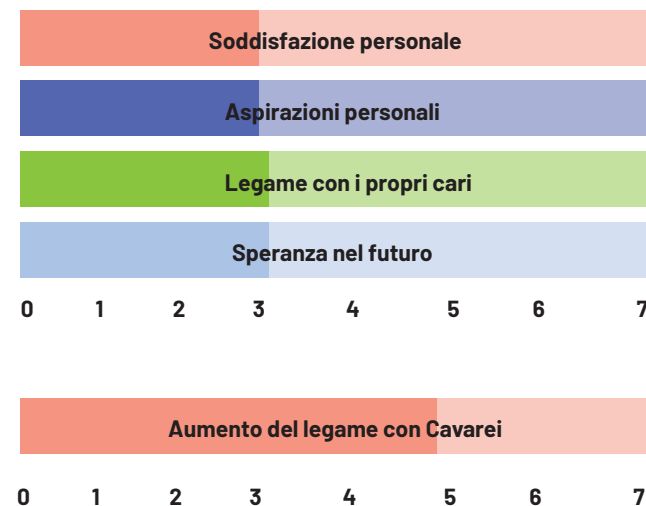 Soddisfazione personale
Aspirazioni personali
Legame con i propri cari
Speranza nel futuro
0 1 2 3 4 5 6 7
Aumento del legame con Cavarei
0 1 2 3 4 5 6 7